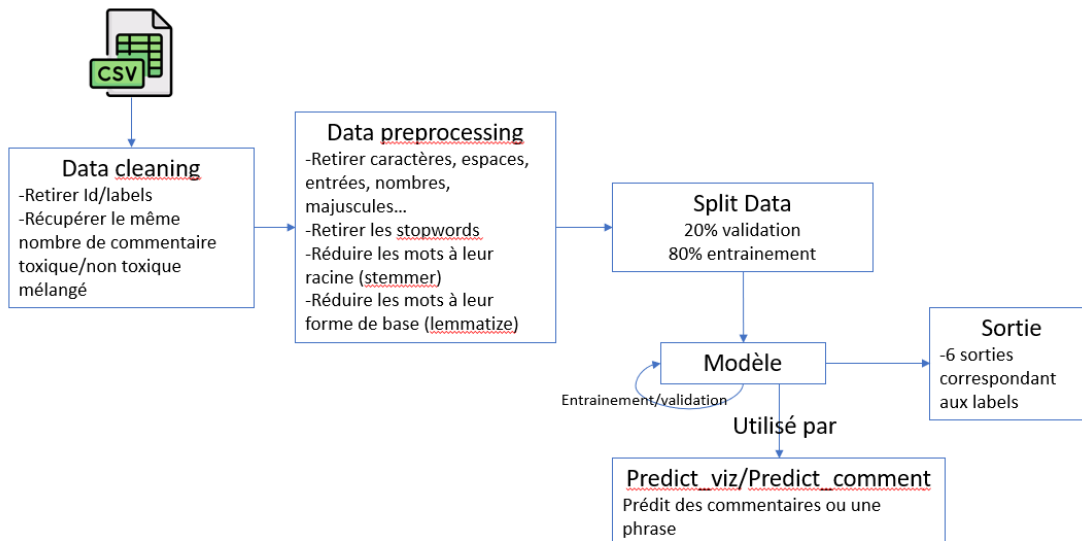 CSV
Data cleaning
-Retirer Id/labels
-Récupérer le même
nombre de commentaire
toxique/non toxique
mélangé
Data preprocessing
-Retirer caractères, espaces,
entrées, nombres,
majuscules...
-Retirer les stopwords
-Réduire les mots à leur
racine (stemmer)
-Réduire les mots à leur
forme de base (lemmatize)
Split Data
20% validation
80% entrainement
Modèle
Entrainement/validation
Sortie
-6 sorties
correspondant
aux labels
Utilisé par
Predict_viz/Predict_comment
Prédit des commentaires ou une
phrase